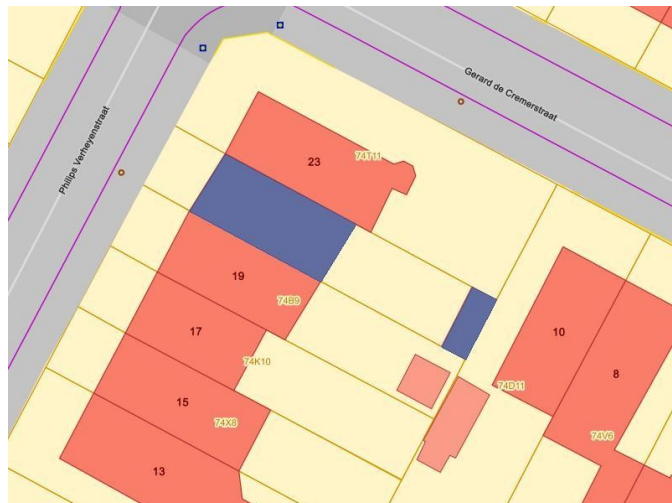 Gerard de Cremerstraat
Philips Verheyenstraat
23
74T11
19
74B9
17
74K10
15
74X8
13
10
8
74D11
74V6